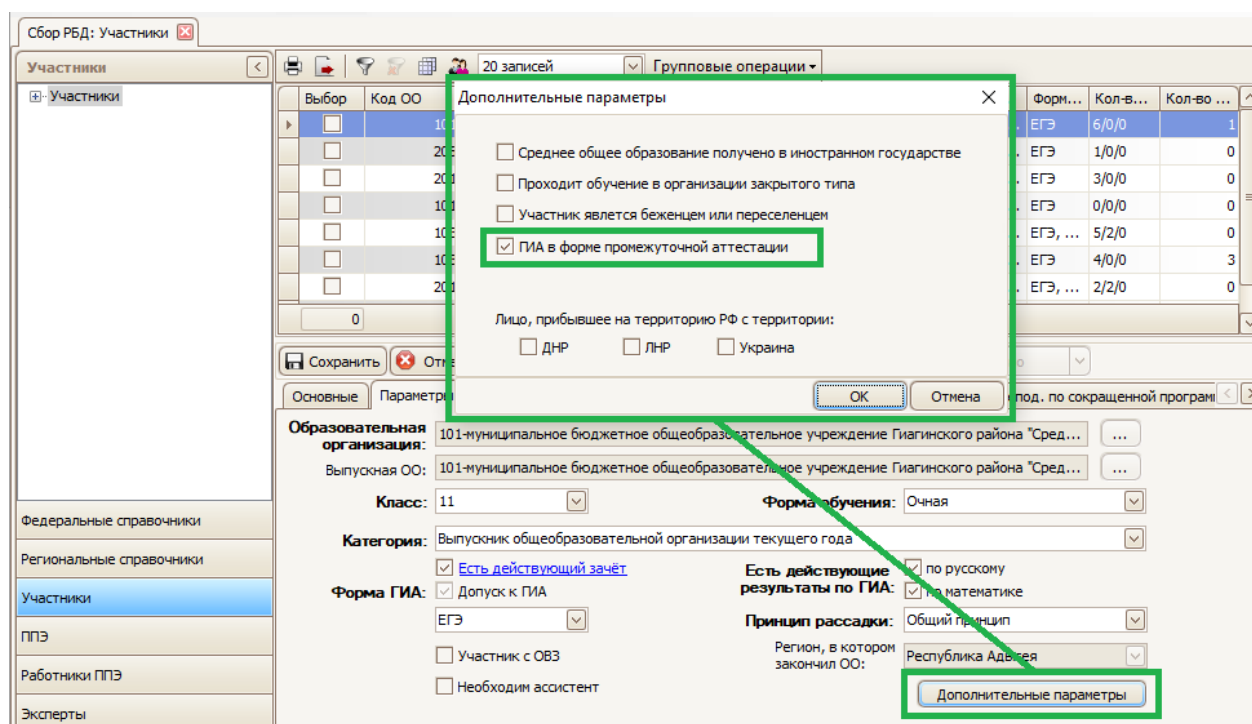 Сбор РБД: Участники
Участники
20 записей
Групповые операции
Участники
Выбор Код ОО
Форм... Кол-в... Кол-во ...
ЕГЭ 6/0/0 1
ЕГЭ 1/0/0 0
ЕГЭ 3/0/0 0
ЕГЭ 0/0/0 0
ЕГЭ, ... 5/2/0 0
ЕГЭ 4/0/0 3
ЕГЭ, ... 2/2/0 0
0
Дополнительные параметры
Среднее общее образование получено в иностранном государстве
Проходит обучение в организации закрытого типа
Участник явлется беженцем или переселенцем
ПИА в форме промежуточной аттестации
Лицо, прибывшее на территорию РФ с территории:
ДНР ЛНР Украина
ОК Отмена
Сохранить
Основные Параметры по сокращенной
Образовательная организация: 101-муниципальное бюджетное общеобразовательное учреждение Гиагинского района "Сред... ...
Выпускная ОО: 101-муниципальное бюджетное общеобразовательное учреждение Гиагинского района "Сред... ...
Класс: 11 Форма обучения: Очная
Категория: Выпускник общеобразовательной организации текущего года
Есть действующий зачёт
Есть действующие результаты по ГИА: по русскому
Форма ГИА: Допуск к ГИА
по математике
ЕГЭ Принцип рассадки: Общий принцип
Участник с ОВЗ
Регион, в котором закончил ОО: Республика Адыгея
Необходим ассистент
Дополнительные параметры
Федеральные справочники
Региональные справочники
Участники
ППЭ
Работники ППЭ
Эксперты